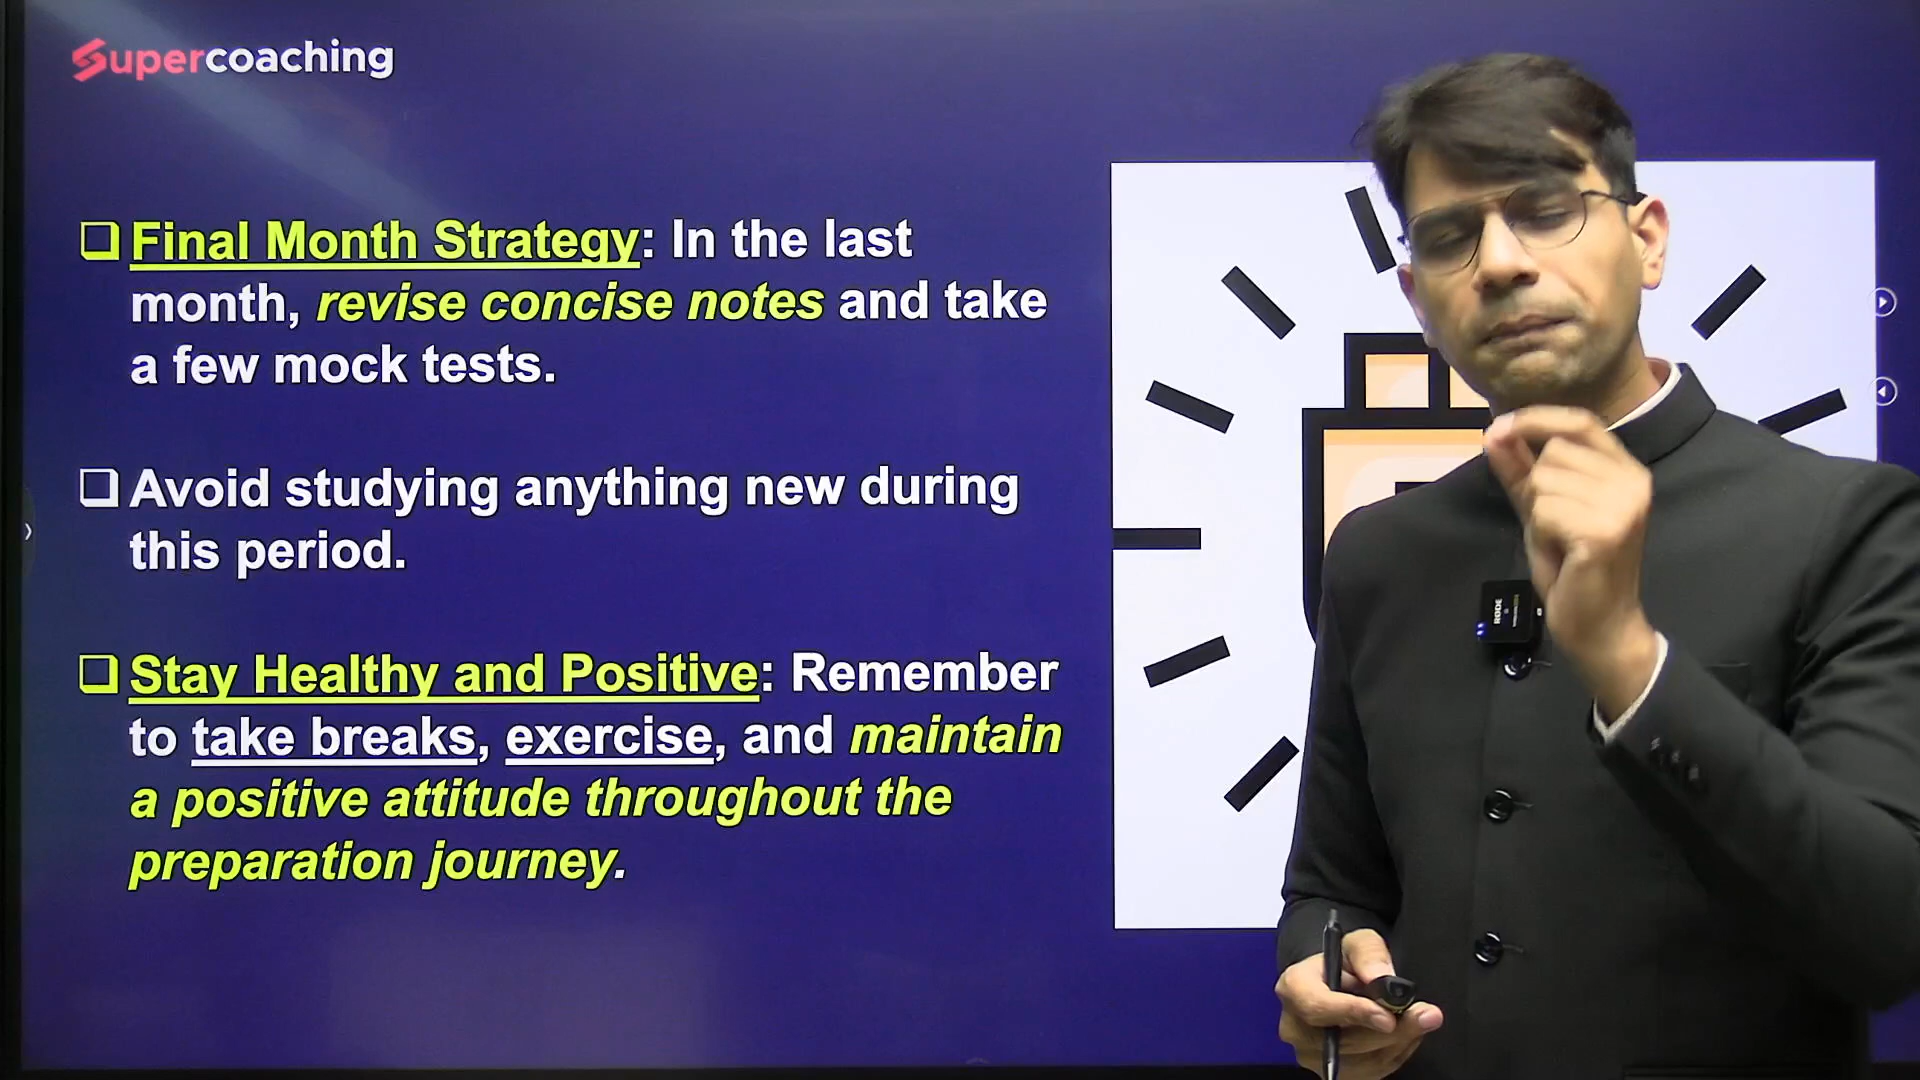 Supercoaching
Final Month Strategy: In the last
month, revise concise notes and take
a few mock tests.
Avoid studying anything new during
this period.
Stay Healthy and Positive: Remember
to take breaks, exercise, and maintain
a positive attitude throughout the
preparation journey.
RODE